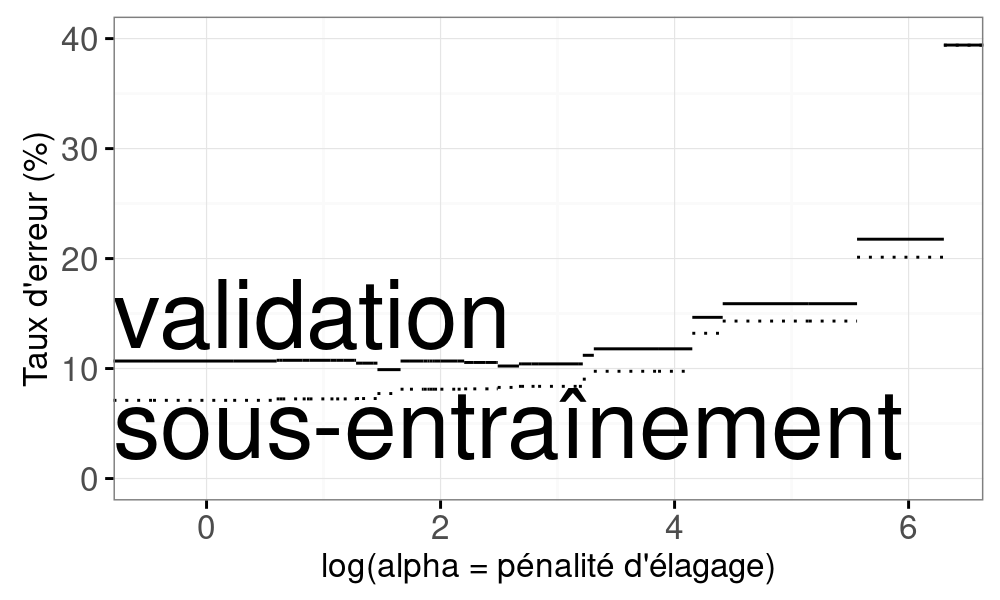 40
30
20
10
0
Taux d'erreur (%)
validation
sous-entraînement
0 2 4 6
log(alpha = pénalité d'élagage)